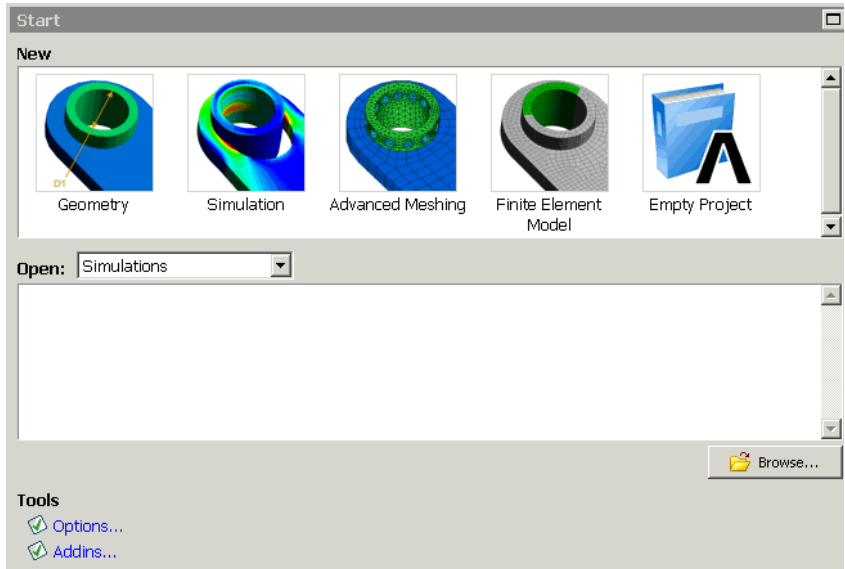 Start
New
D1
Geometry
Simulation
Advanced Meshing
Finite Element
Model
Empty Project
Open: Simulations
Browse...
Tools
Options...
Addins...